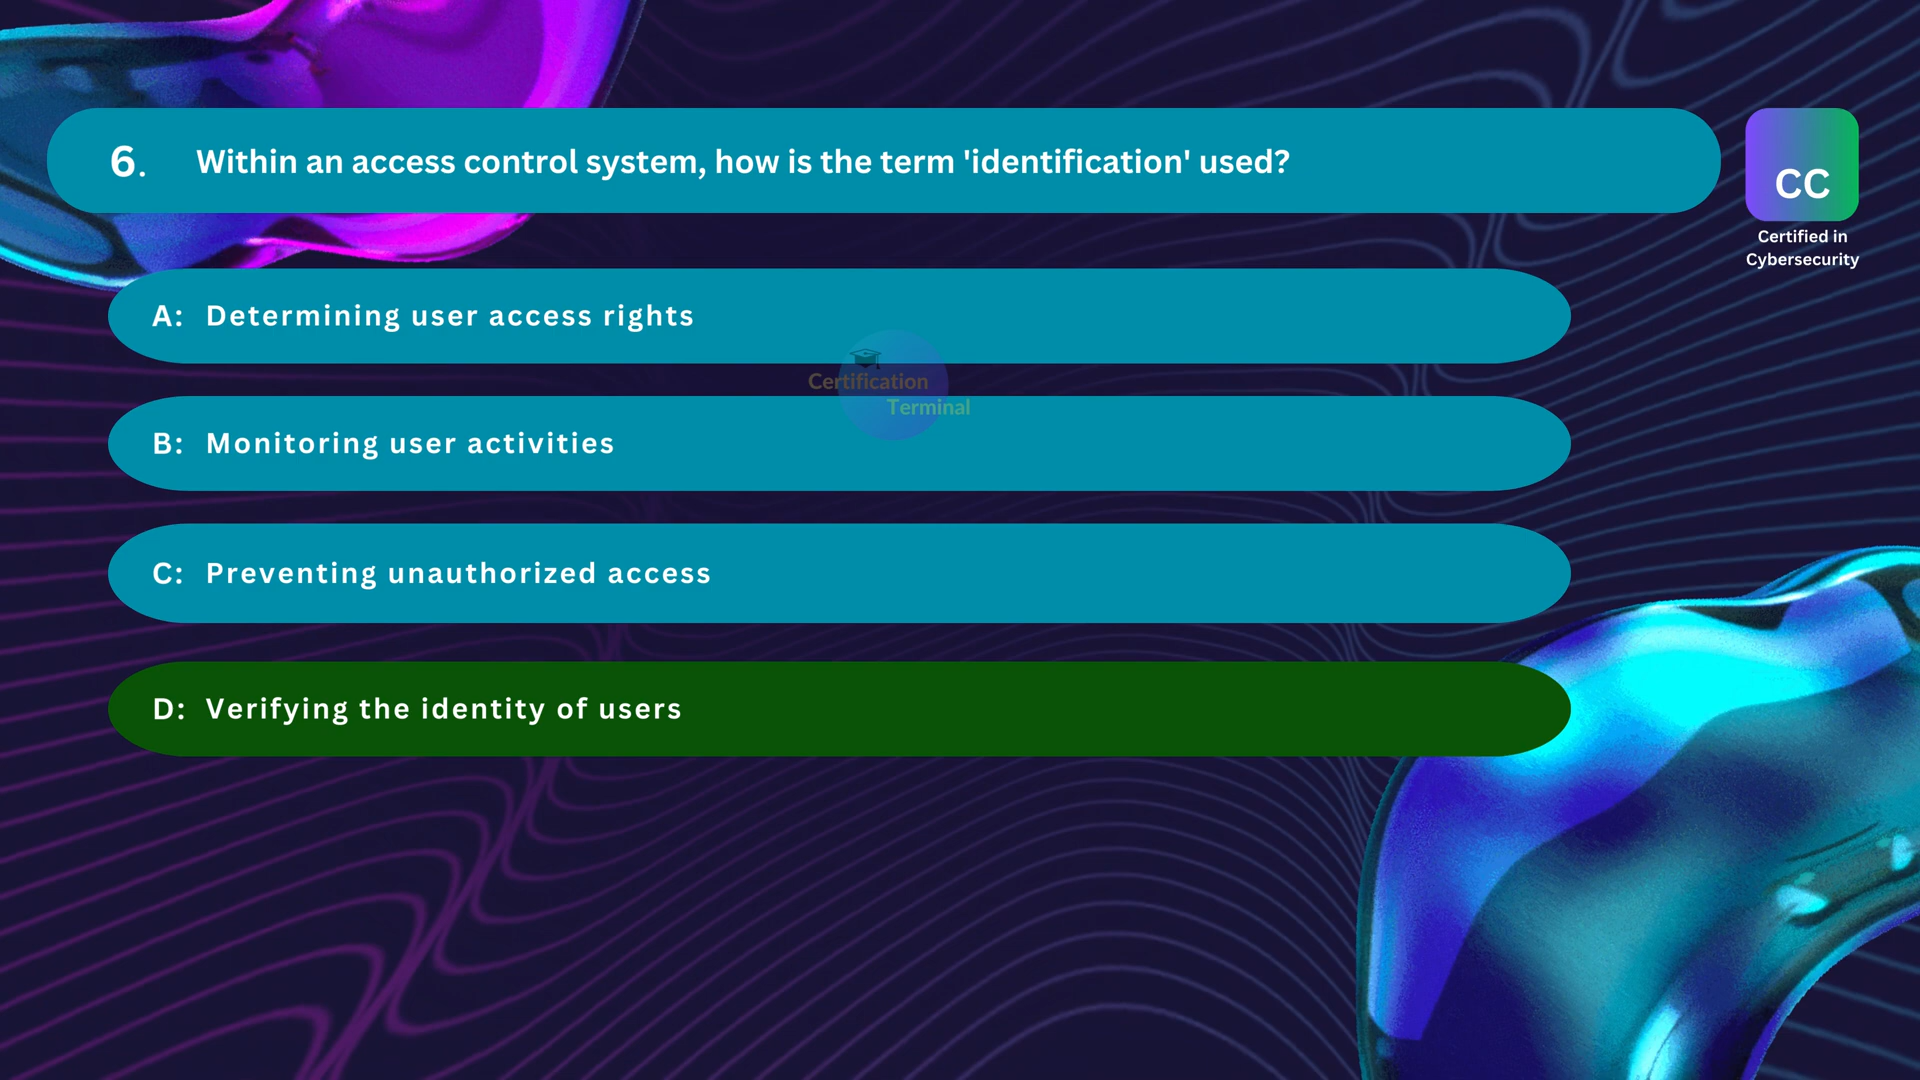 6. Within an access control system, how is the term 'identification' used?
CC
Certified in
Cybersecurity
A: Determining user access rights
Certification
Terminal
B: Monitoring user activities
C: Preventing unauthorized access
D: Verifying the identity of users